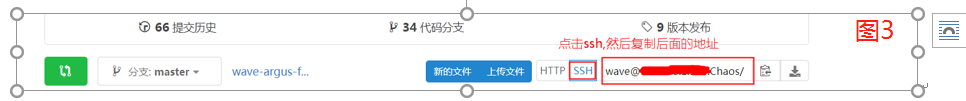 66 提交历史
34 代码分支
9 版本发布
图3
点击ssh,然后复制后面的地址
分支: master
wave-argus-f...
新的文件
上传文件
HTTP
SSH
wave@
Chaos/